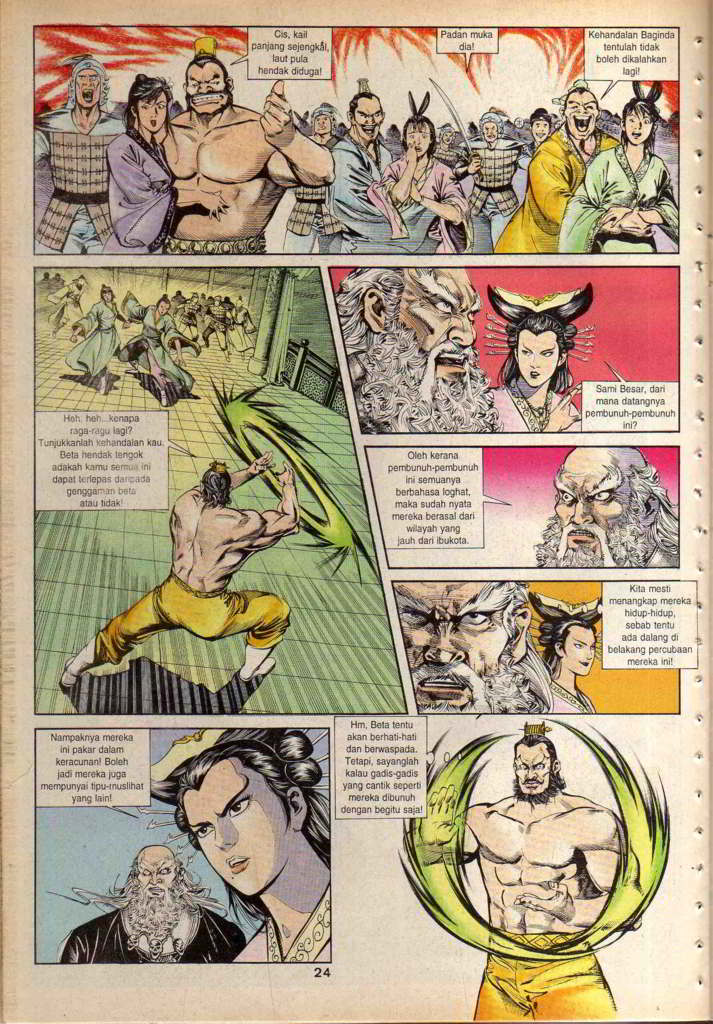 Cis, kail
panjang sejengkal,
laut pula
hendak diduga!
Padan muka
dia!
Kehandalan Baginda
tentulah tidak
boleh dikalahkan
lagi!
Heh, heh...kenapa
raga-ragu lagi?
Tunjukkanlah kehandalan kau.
Beta hendak tengok
adakah kamu semua ini
dapat terlepas daripada
genggaman beta
atau tidak!
Sami Besar, dari
mana datangnya
pembunuh-pembunuh
ini?
Oleh kerana
pembunuh-pembunuh
ini semuanya
berbahasa loghat,
maka sudah nyata
mereka berasal dari
wilayah yang
jauh dari ibukota.
Kita mesti
menangkap mereka
hidup-hidup,
sebab tentu
ada dalang di
belakang percubaan
mereka ini!
Nampaknya mereka
ini pakar dalam
keracunan! Boleh
jadi mereka juga
mempunyai tipu-muslihat
yang lain!
Hm, Beta tentu
akan berhati-hati
dan berwaspada.
Tetapi, sayanglah
kalau gadis-gadis
yang cantik seperti
mereka dibunuh
dengan begitu saja!
24